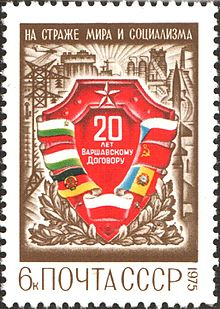 НА СТРАЖЕ МИРА И СОЦИАЛИЗМА
20
ЛЕТ
ВАРШАВСКОМУ
ДОГОВОРУ
1975
6к ПОЧТА СССР